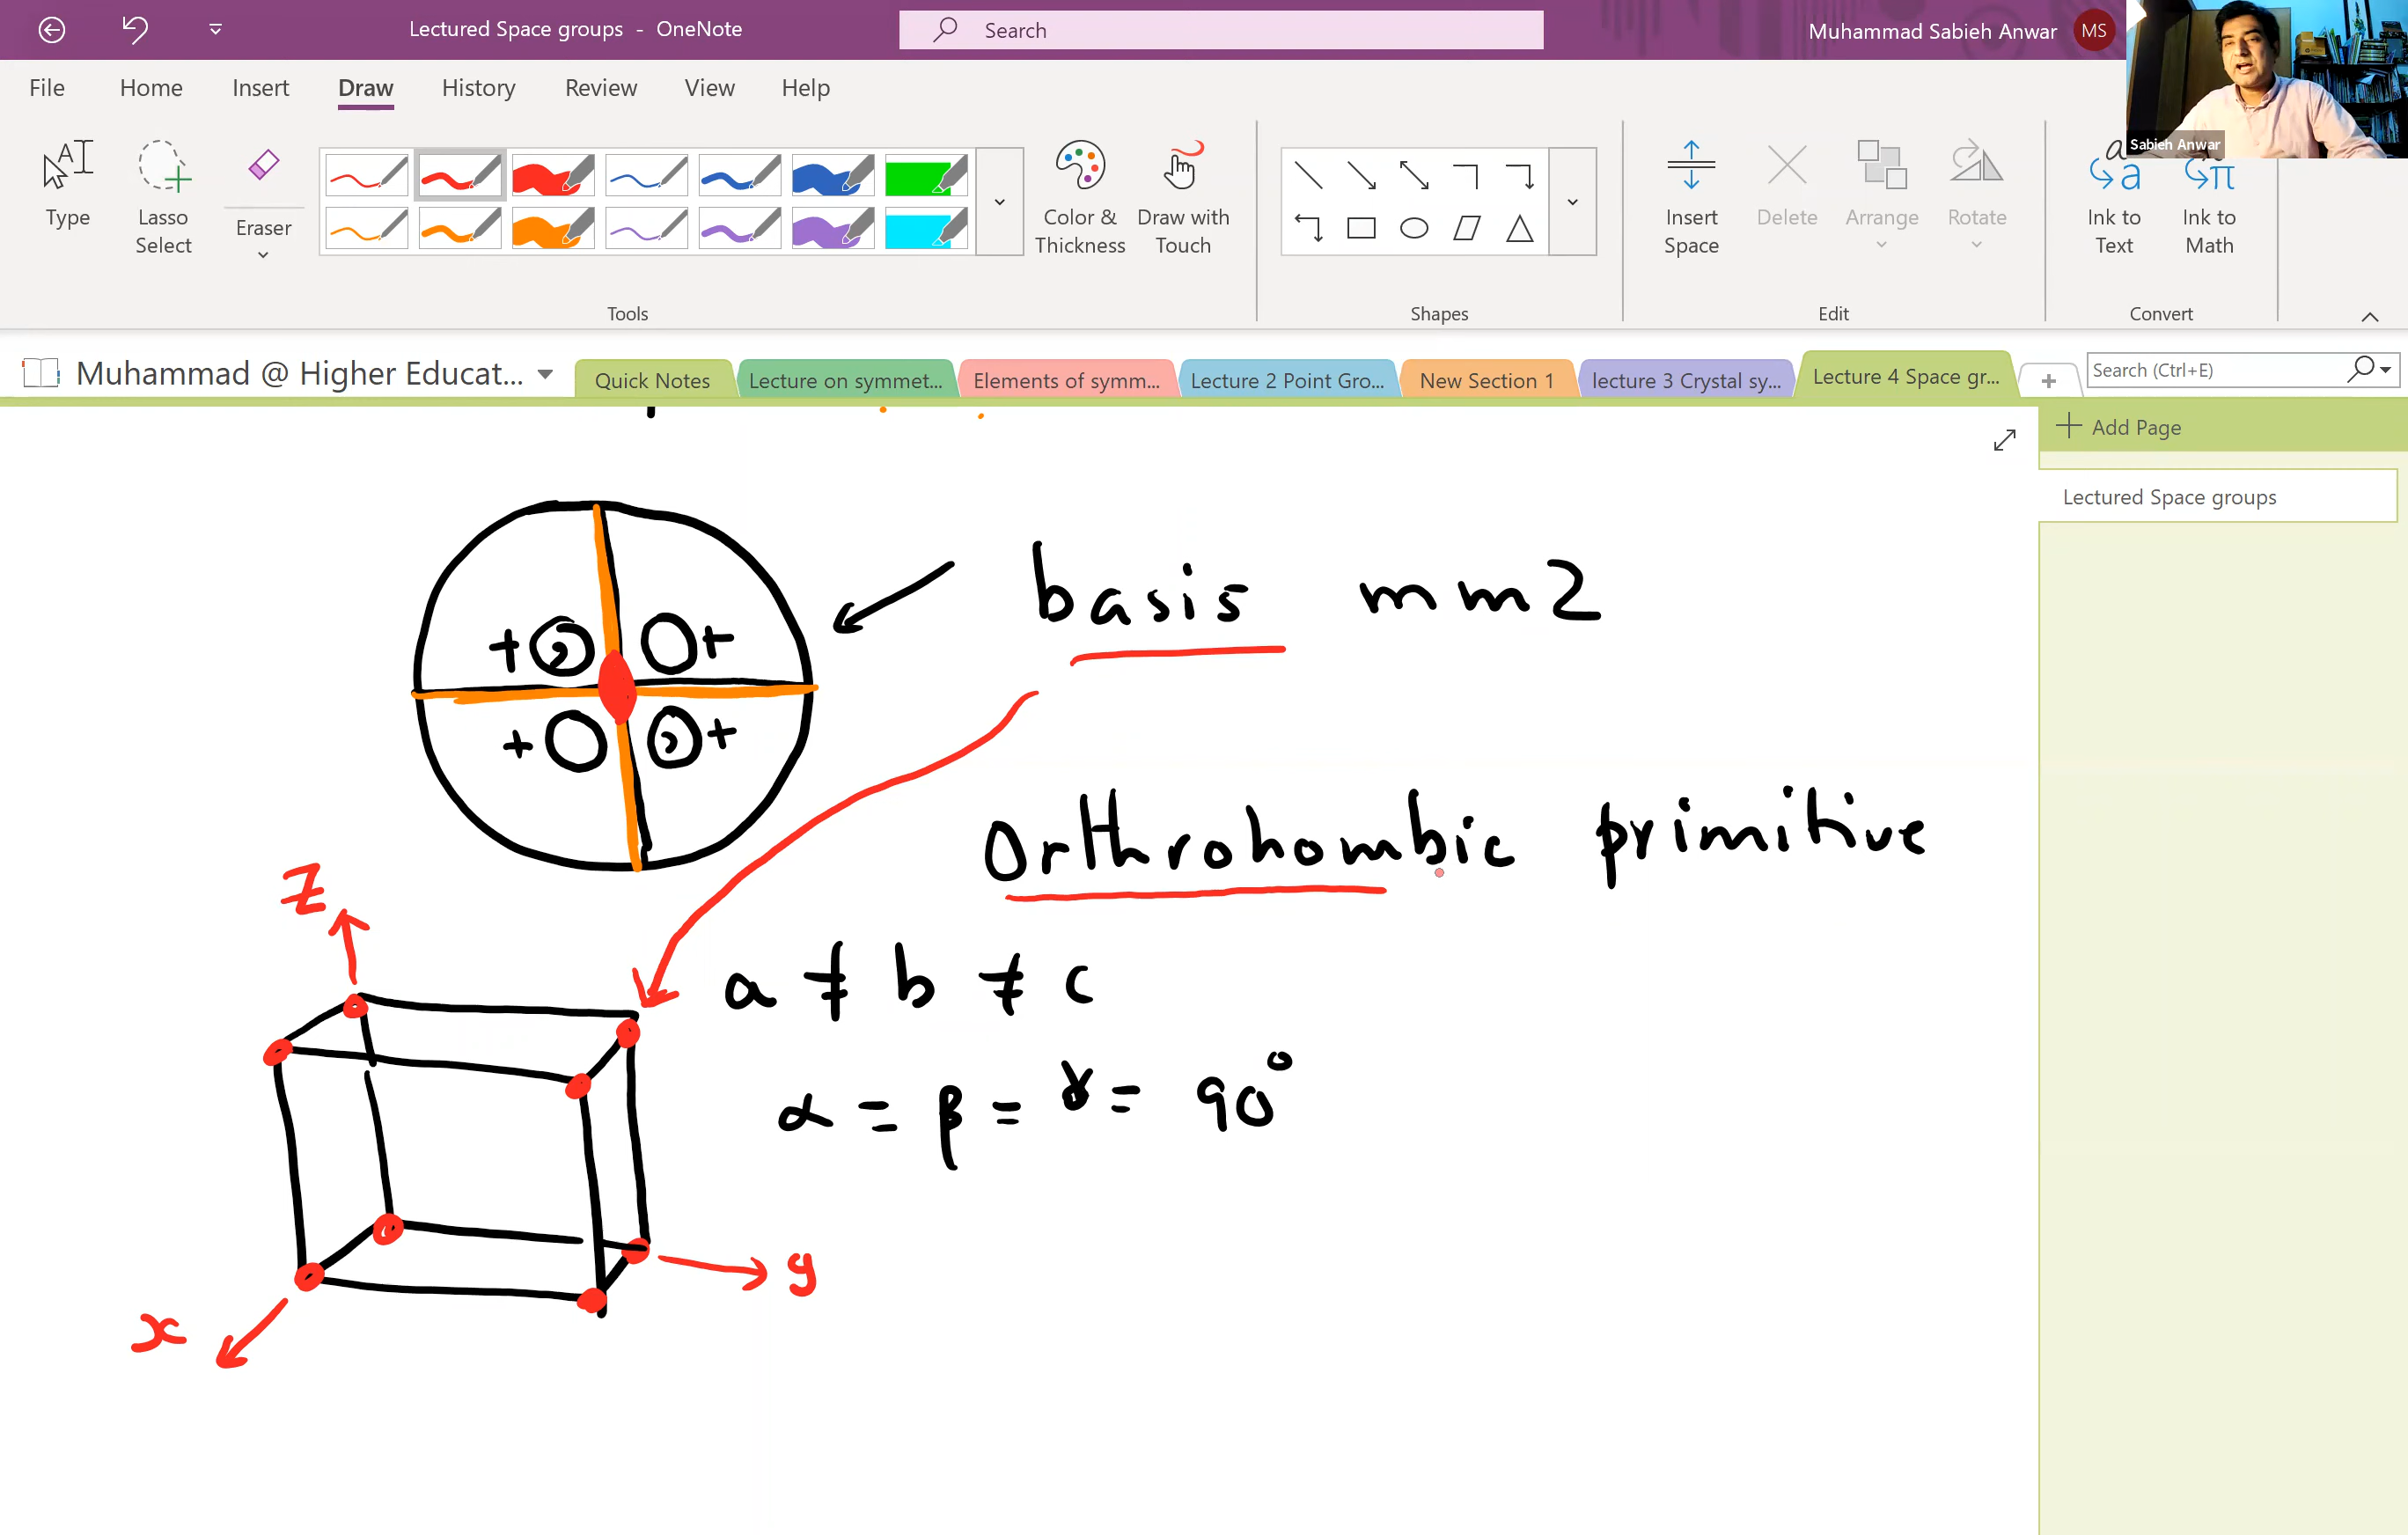 Lectured Space groups - OneNote
Search
Muhammad Sabieh Anwar
MS
Sabieh Anwar
File Home Insert Draw History Review View Help
Type
Lasso Select
Eraser
Color & Thickness
Draw with Touch
Insert Space
Delete
Arrange
Rotate
Ink to Text
Ink to Math
Tools
Shapes
Edit
Convert
Muhammad @ Higher Educat...
Quick Notes
Lecture on symmet...
Elements of symm...
Lecture 2 Point Gro...
New Section 1
lecture 3 Crystal sy...
Lecture 4 Space gr...
Search (Ctrl+E)
Add Page
Lectured Space groups
basis mm2
+ , +
+ , +
Orthrohombic primitive
z
a ≠ b ≠ c
α = β = γ = 90°
y
x